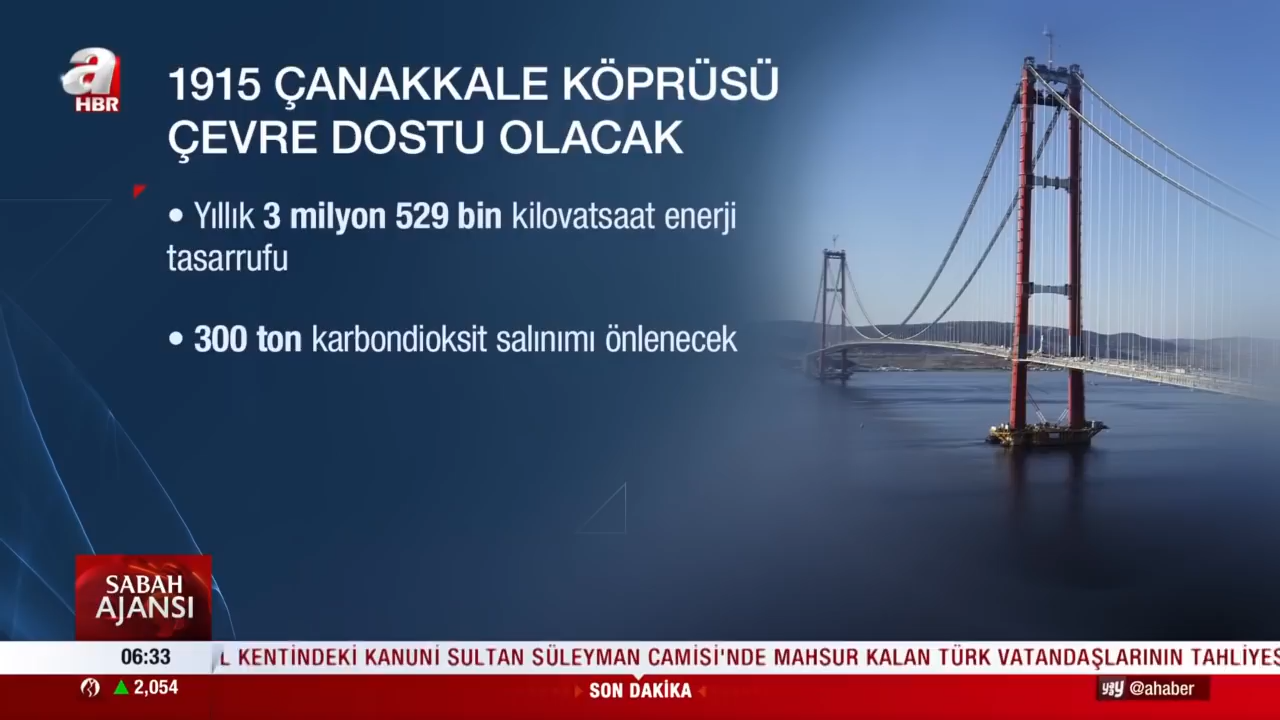 a
HBR
1915 ÇANAKKALE KÖPRÜSÜ
ÇEVRE DOSTU OLACAK
• Yıllık 3 milyon 529 bin kilovatsaat enerji
tasarrufu
• 300 ton karbondioksit salınımı önlenecek
SABAH
AJANSI
06:33
L KENTİNDEKİ KANUNİ SULTAN SÜLEYMAN CAMİSİ'NDE MAHSUR KALAN TÜRK VATANDAŞLARININ TAHLİYES
2,054
SON DAKİKA
@ahaber